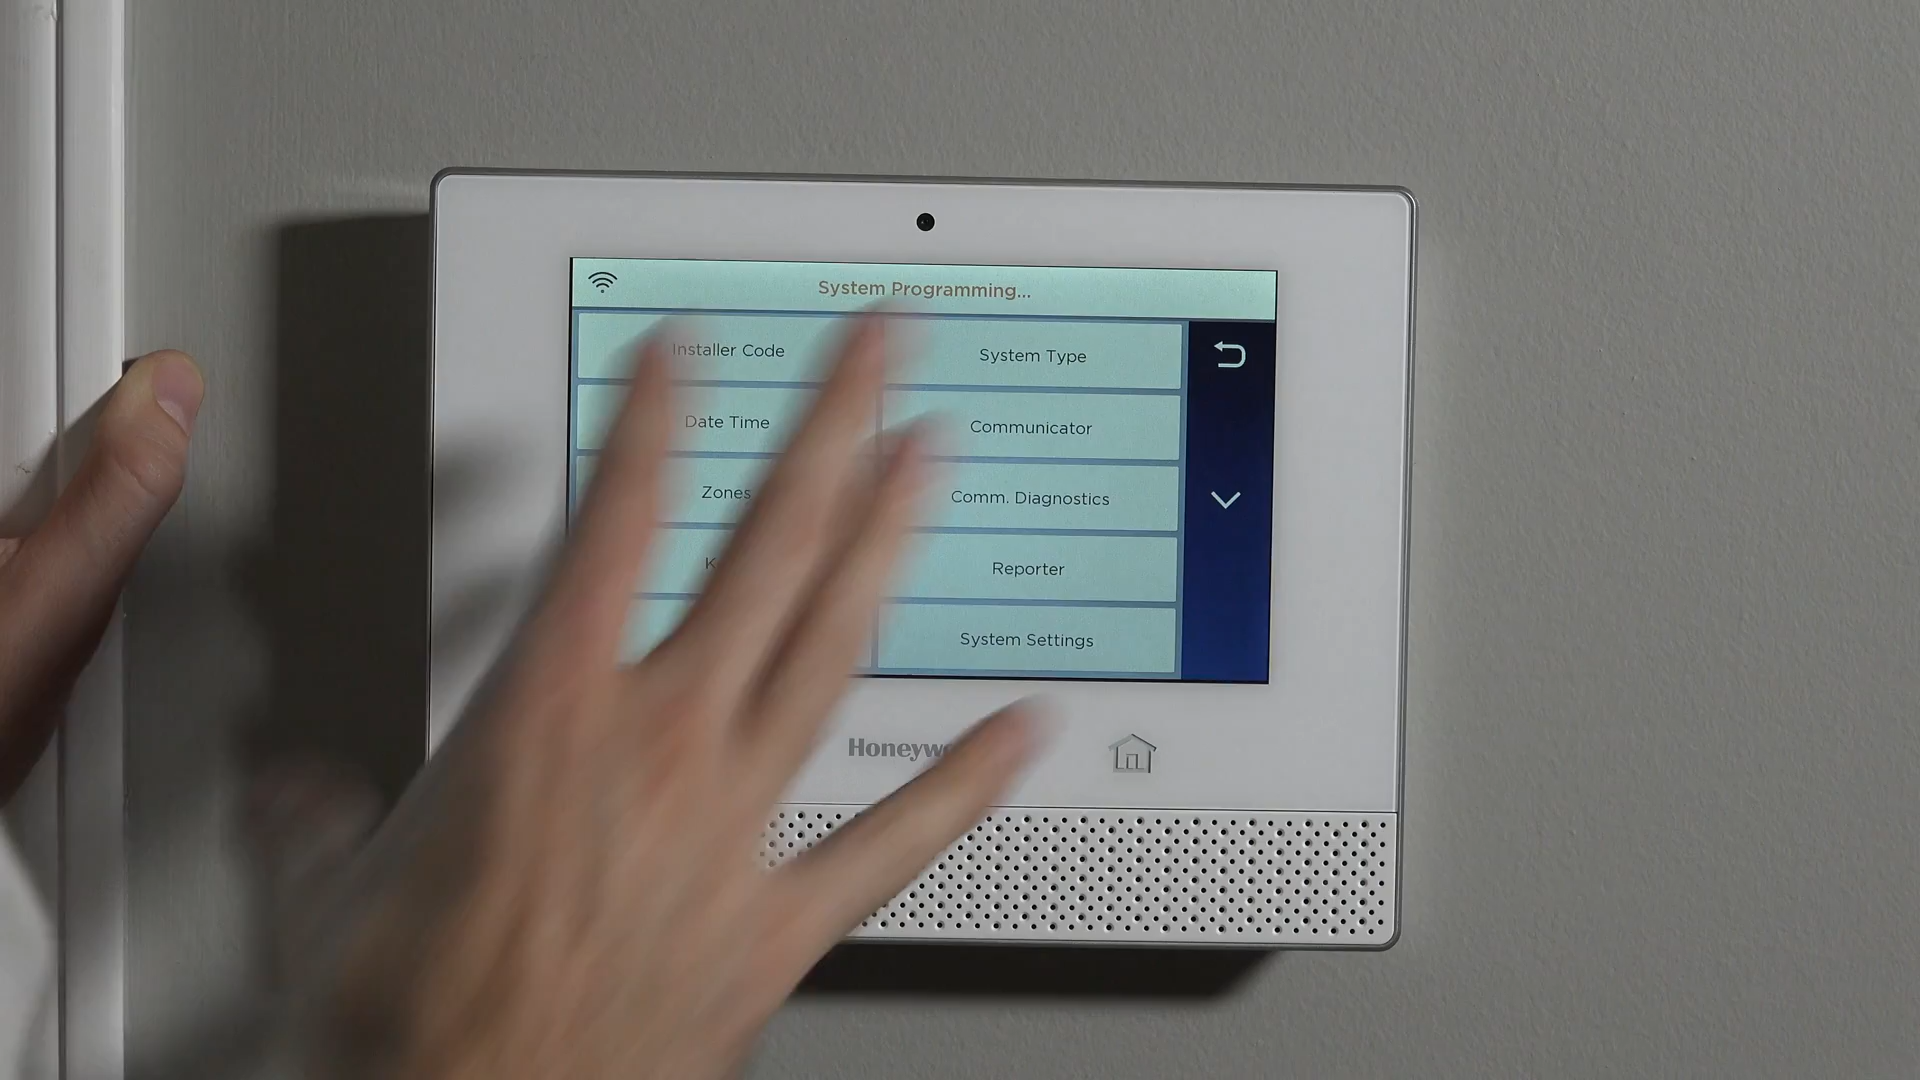 System Programming...
Installer Code
System Type
Date Time
Communicator
Zones
Comm. Diagnostics
Reporter
System Settings